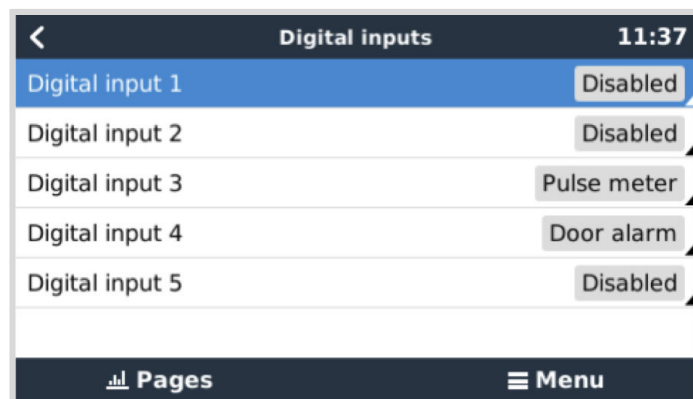 Digital inputs 11:37
Digital input 1 Disabled
Digital input 2 Disabled
Digital input 3 Pulse meter
Digital input 4 Door alarm
Digital input 5 Disabled
Pages Menu